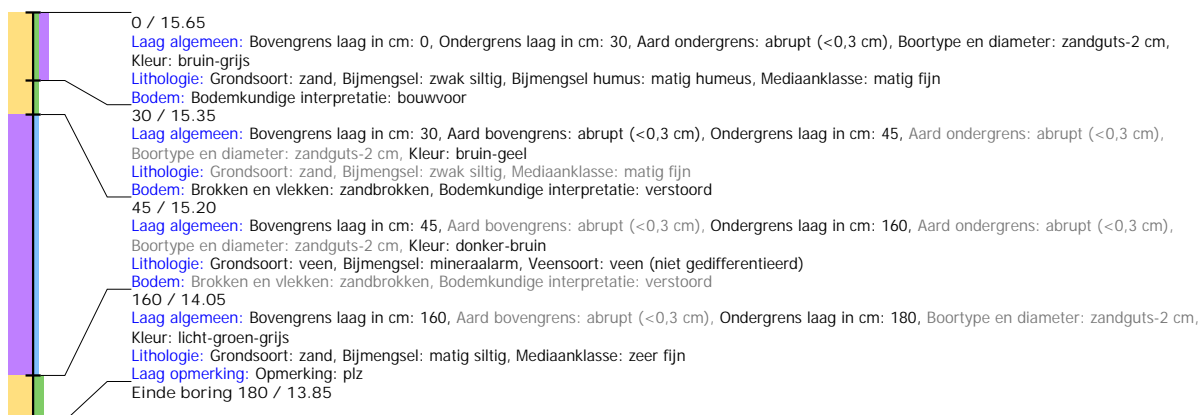 0 / 15.65
Laag algemeen: Bovengrens laag in cm: 0, Ondergrens laag in cm: 30, Aard ondergrens: abrupt (<0,3 cm), Boortype en diameter: zandguts-2 cm,
Kleur: bruin-grijs
Lithologie: Grondsoort: zand, Bijmengsel: zwak siltig, Bijmengsel humus: matig humeus, Mediaanklasse: matig fijn
Bodem: Bodemkundige interpretatie: bouwvoor
30 / 15.35
Laag algemeen: Bovengrens laag in cm: 30, Aard bovengrens: abrupt (<0,3 cm), Ondergrens laag in cm: 45, Aard ondergrens: abrupt (<0,3 cm),
Boortype en diameter: zandguts-2 cm, Kleur: bruin-geel
Lithologie: Grondsoort: zand, Bijmengsel: zwak siltig, Mediaanklasse: matig fijn
Bodem: Brokken en vlekken: zandbrokken, Bodemkundige interpretatie: verstoord
45 / 15.20
Laag algemeen: Bovengrens laag in cm: 45, Aard bovengrens: abrupt (<0,3 cm), Ondergrens laag in cm: 160, Aard ondergrens: abrupt (<0,3 cm),
Boortype en diameter: zandguts-2 cm, Kleur: donker-bruin
Lithologie: Grondsoort: veen, Bijmengsel: mineraalarm, Veensoort: veen (niet gedifferentieerd)
Bodem: Brokken en vlekken: zandbrokken, Bodemkundige interpretatie: verstoord
160 / 14.05
Laag algemeen: Bovengrens laag in cm: 160, Aard bovengrens: abrupt (<0,3 cm), Ondergrens laag in cm: 180, Boortype en diameter: zandguts-2 cm,
Kleur: licht-groen-grijs
Lithologie: Grondsoort: zand, Bijmengsel: matig siltig, Mediaanklasse: zeer fijn
Laag opmerking: Opmerking: plz
Einde boring 180 / 13.85